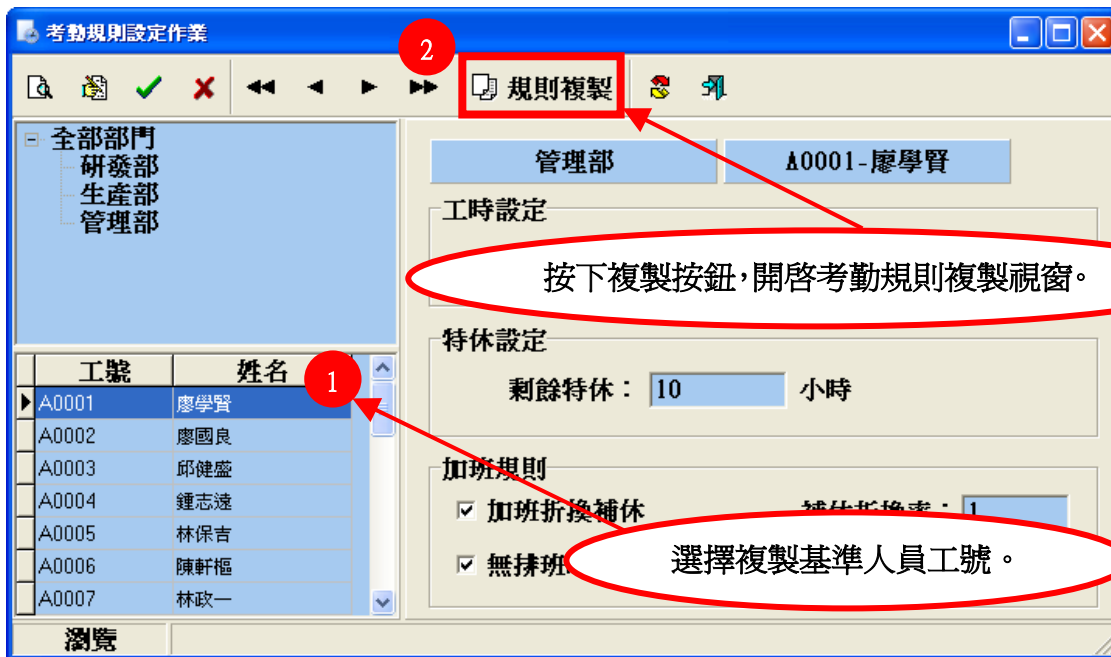 考勤規則設定作業
2
規則複製
全部部門
研發部
生產部
管理部
管理部 A0001-廖學賢
工時設定
按下複製按鈕,開啓考勤規則複製視窗。
特休設定
剩餘特休： 10 小時
工號 姓名
1
A0001 廖學賢
A0002 廖國良
A0003 邱健盛
A0004 鍾志遠
A0005 林保吉
A0006 陳軒樞
A0007 林政一
加班規則
加班折換補休 補休折換率： 1
無排班
選擇複製基準人員工號。
瀏覽